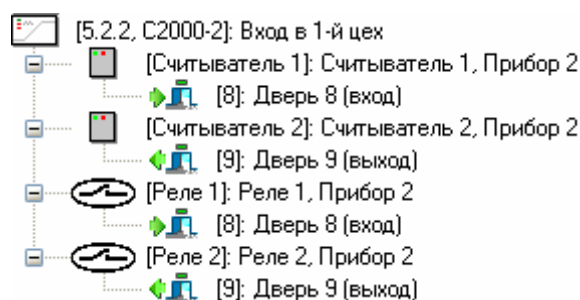 [5.2.2, С2000-2]: Вход в 1-й цех
[Считыватель 1]: Считыватель 1, Прибор 2
[8]: Дверь 8 (вход)
[Считыватель 2]: Считыватель 2, Прибор 2
[9]: Дверь 9 (выход)
[Реле 1]: Реле 1, Прибор 2
[8]: Дверь 8 (вход)
[Реле 2]: Реле 2, Прибор 2
[9]: Дверь 9 (выход)